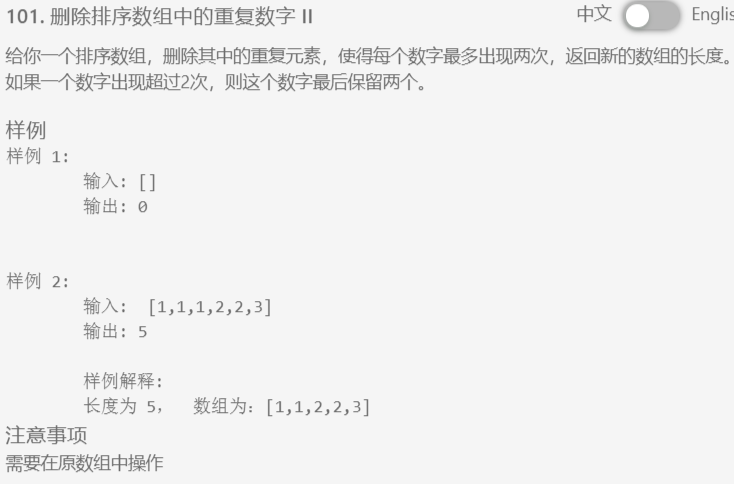 101. 删除排序数组中的重复数字 II
中文 Englis
给你一个排序数组，删除其中的重复元素，使得每个数字最多出现两次，返回新的数组的长度。
如果一个数字出现超过2次，则这个数字最后保留两个。
样例
样例 1:
输入: []
输出: 0
样例 2:
输入: [1,1,1,2,2,3]
输出: 5
样例解释:
长度为 5， 数组为：[1,1,2,2,3]
注意事项
需要在原数组中操作